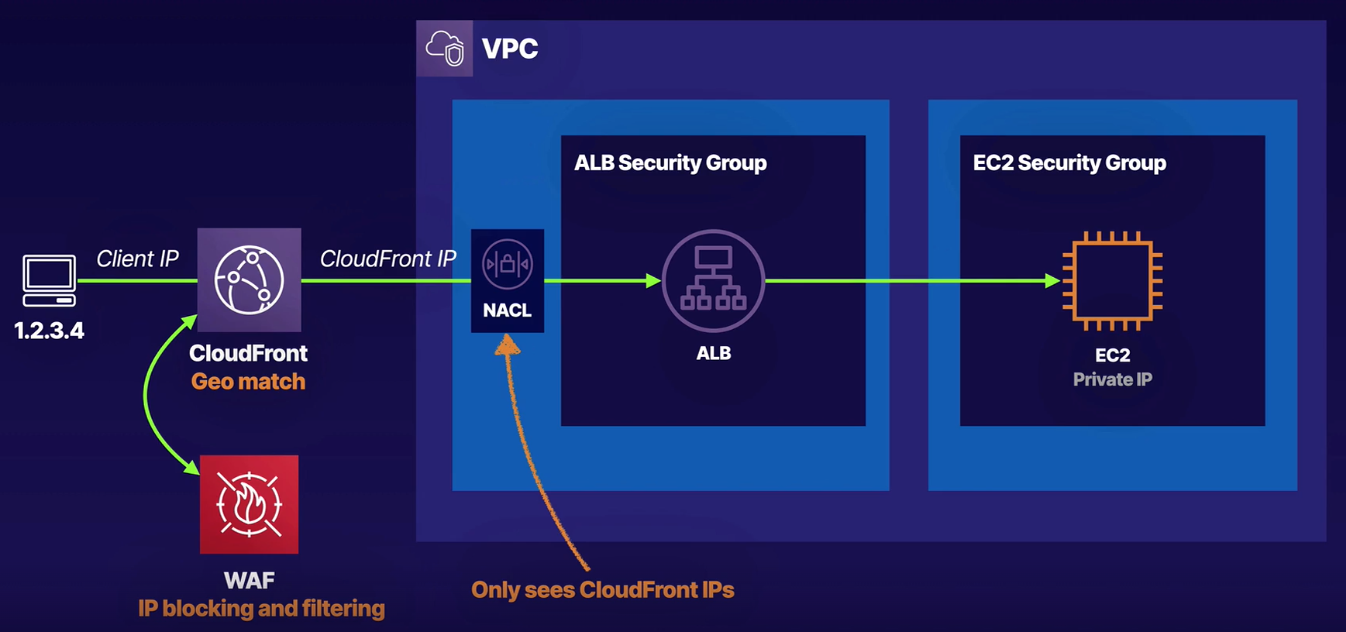 VPC
ALB Security Group
EC2 Security Group
Client IP
CloudFront IP
NACL
1.2.3.4
CloudFront
Geo match
ALB
EC2
Private IP
WAF
IP blocking and filtering
Only sees CloudFront IPs